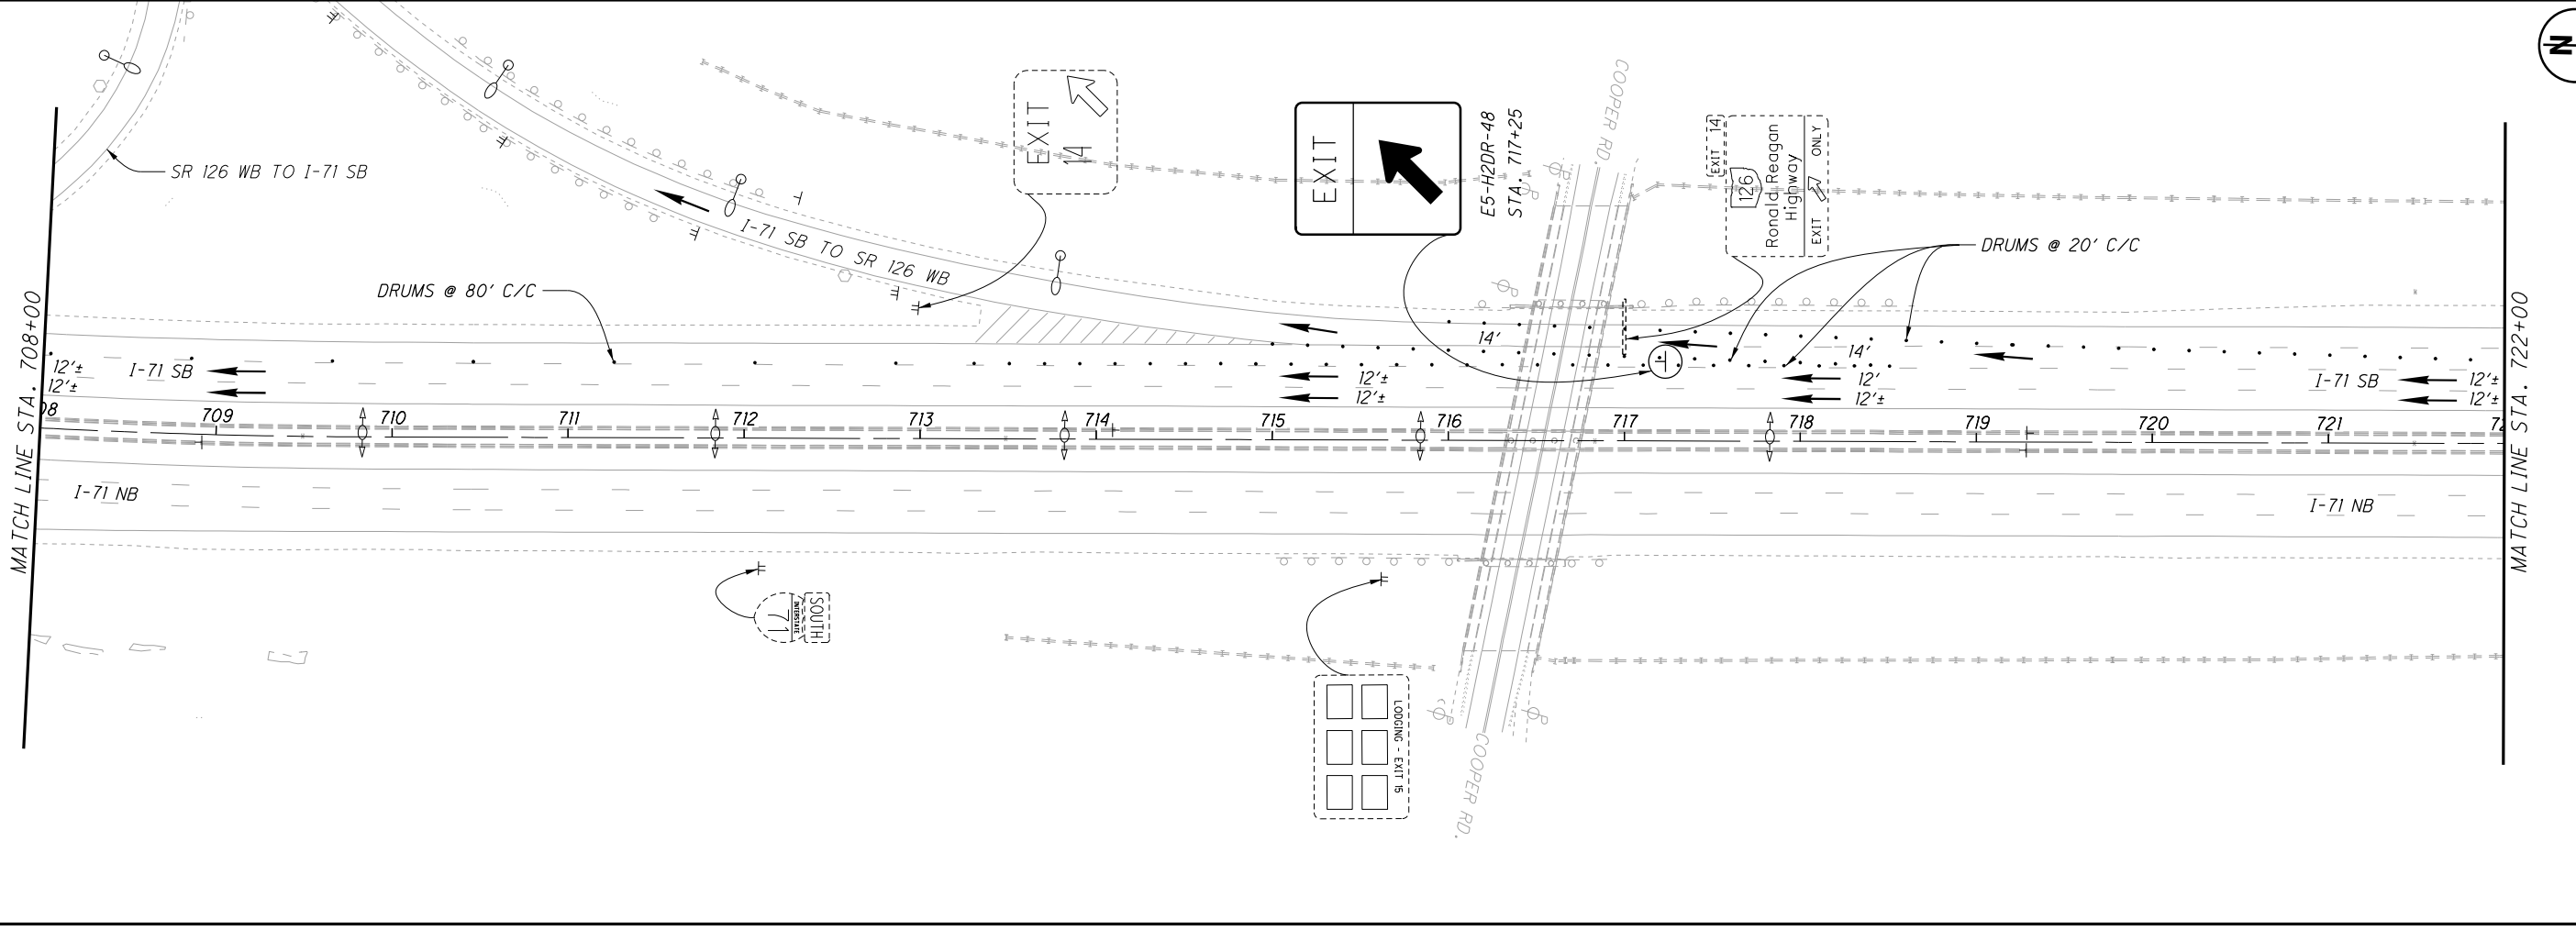 N
SR 126 WB TO I-71 SB
EXIT
14
EXIT
E5-H2DR-48
STA. 717+25
COOPER RD.
EXIT 14
126
Ronald Reagan
Highway
EXIT ONLY
I-71 SB TO SR 126 WB
DRUMS @ 80' C/C
DRUMS @ 20' C/C
MATCH LINE STA. 708+00
MATCH LINE STA. 722+00
14'
14'
12'±
12'±
I-71 SB
12'±
12'±
12'
12'±
I-71 SB
12'±
12'±
08
709
710
711
712
713
714
715
716
717
718
719
720
721
72
I-71 NB
I-71 NB
SOUTH
INTERSTATE
71
LODGING - EXIT 15
COOPER RD.